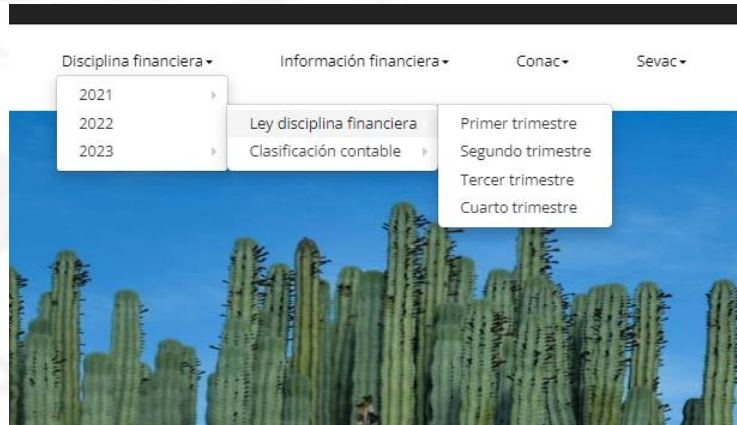 Disciplina financiera Información financiera Conac Sevac
2021
2022
2023
Ley disciplina financiera
Clasificación contable
Primer trimestre
Segundo trimestre
Tercer trimestre
Cuarto trimestre